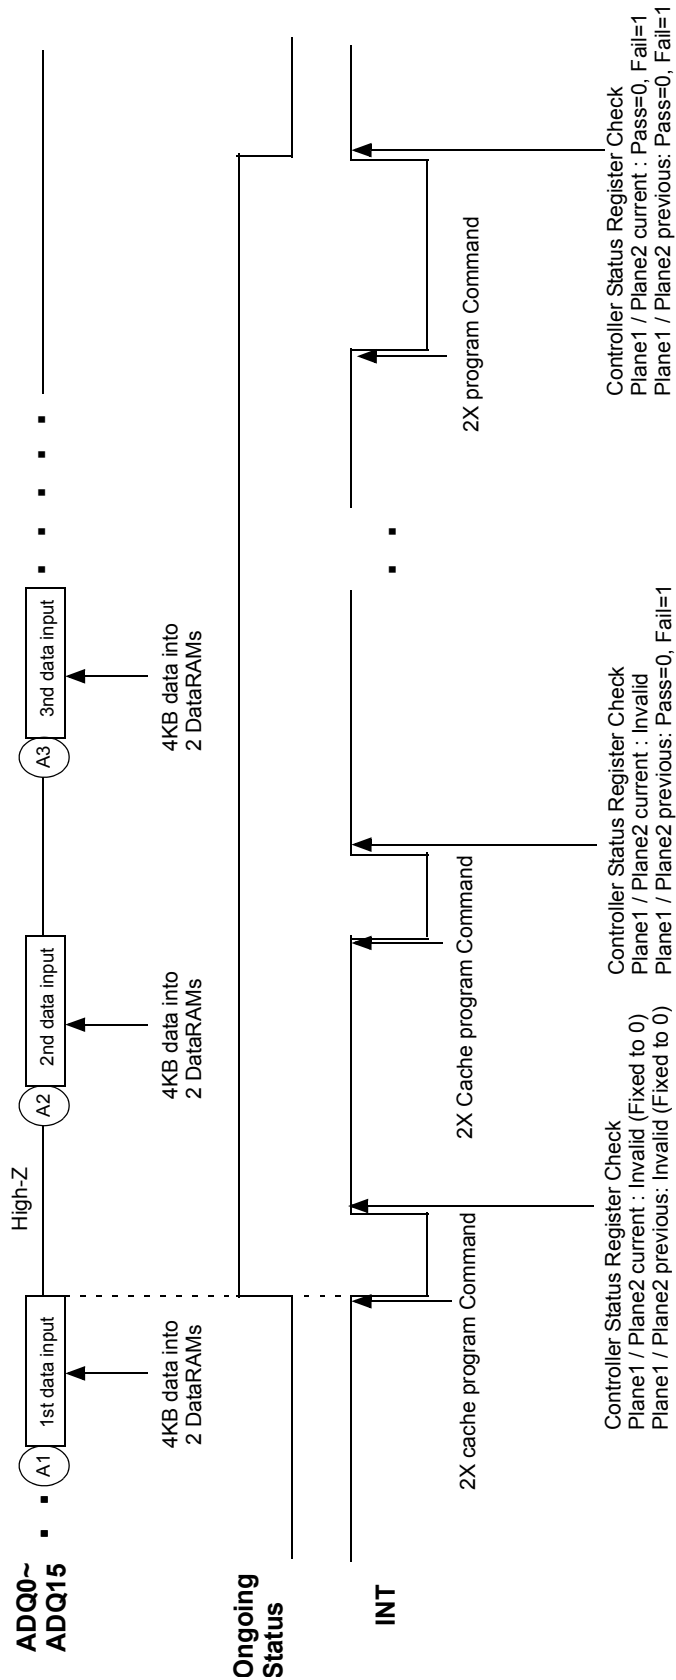 ADQ0~
ADQ15
A1
1st data input
High-Z
A2
2nd data input
A3
3nd data input
4KB data into
2 DataRAMs
4KB data into
2 DataRAMs
4KB data into
2 DataRAMs
Ongoing
Status
INT
2X cache program Command
2X Cache program Command
2X program Command
Controller Status Register Check
Plane1 / Plane2 current : Invalid (Fixed to 0)
Plane1 / Plane2 previous: Invalid (Fixed to 0)
Controller Status Register Check
Plane1 / Plane2 current : Invalid
Plane1 / Plane2 previous: Pass=0, Fail=1
Controller Status Register Check
Plane1 / Plane2 current : Pass=0, Fail=1
Plane1 / Plane2 previous: Pass=0, Fail=1